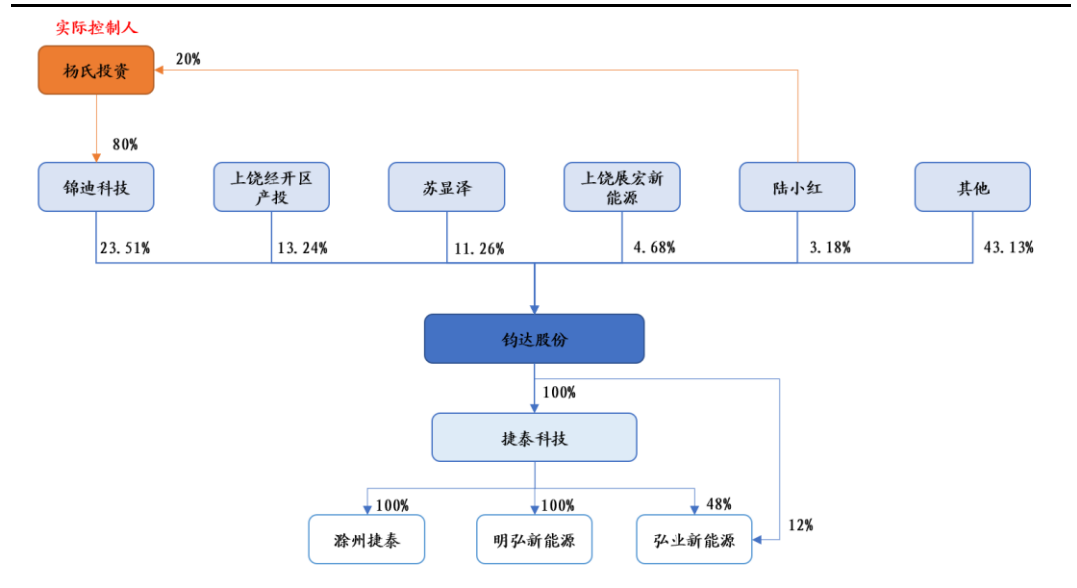 实际控制人
杨氏投资
20%
80%
锦迪科技
上饶经开区
产投
苏显泽
上饶展宏新
能源
陆小红
其他
23.51%
13.24%
11.26%
4.68%
3.18%
43.13%
钧达股份
100%
捷泰科技
100%
100%
48%
12%
滁州捷泰
明弘新能源
弘业新能源